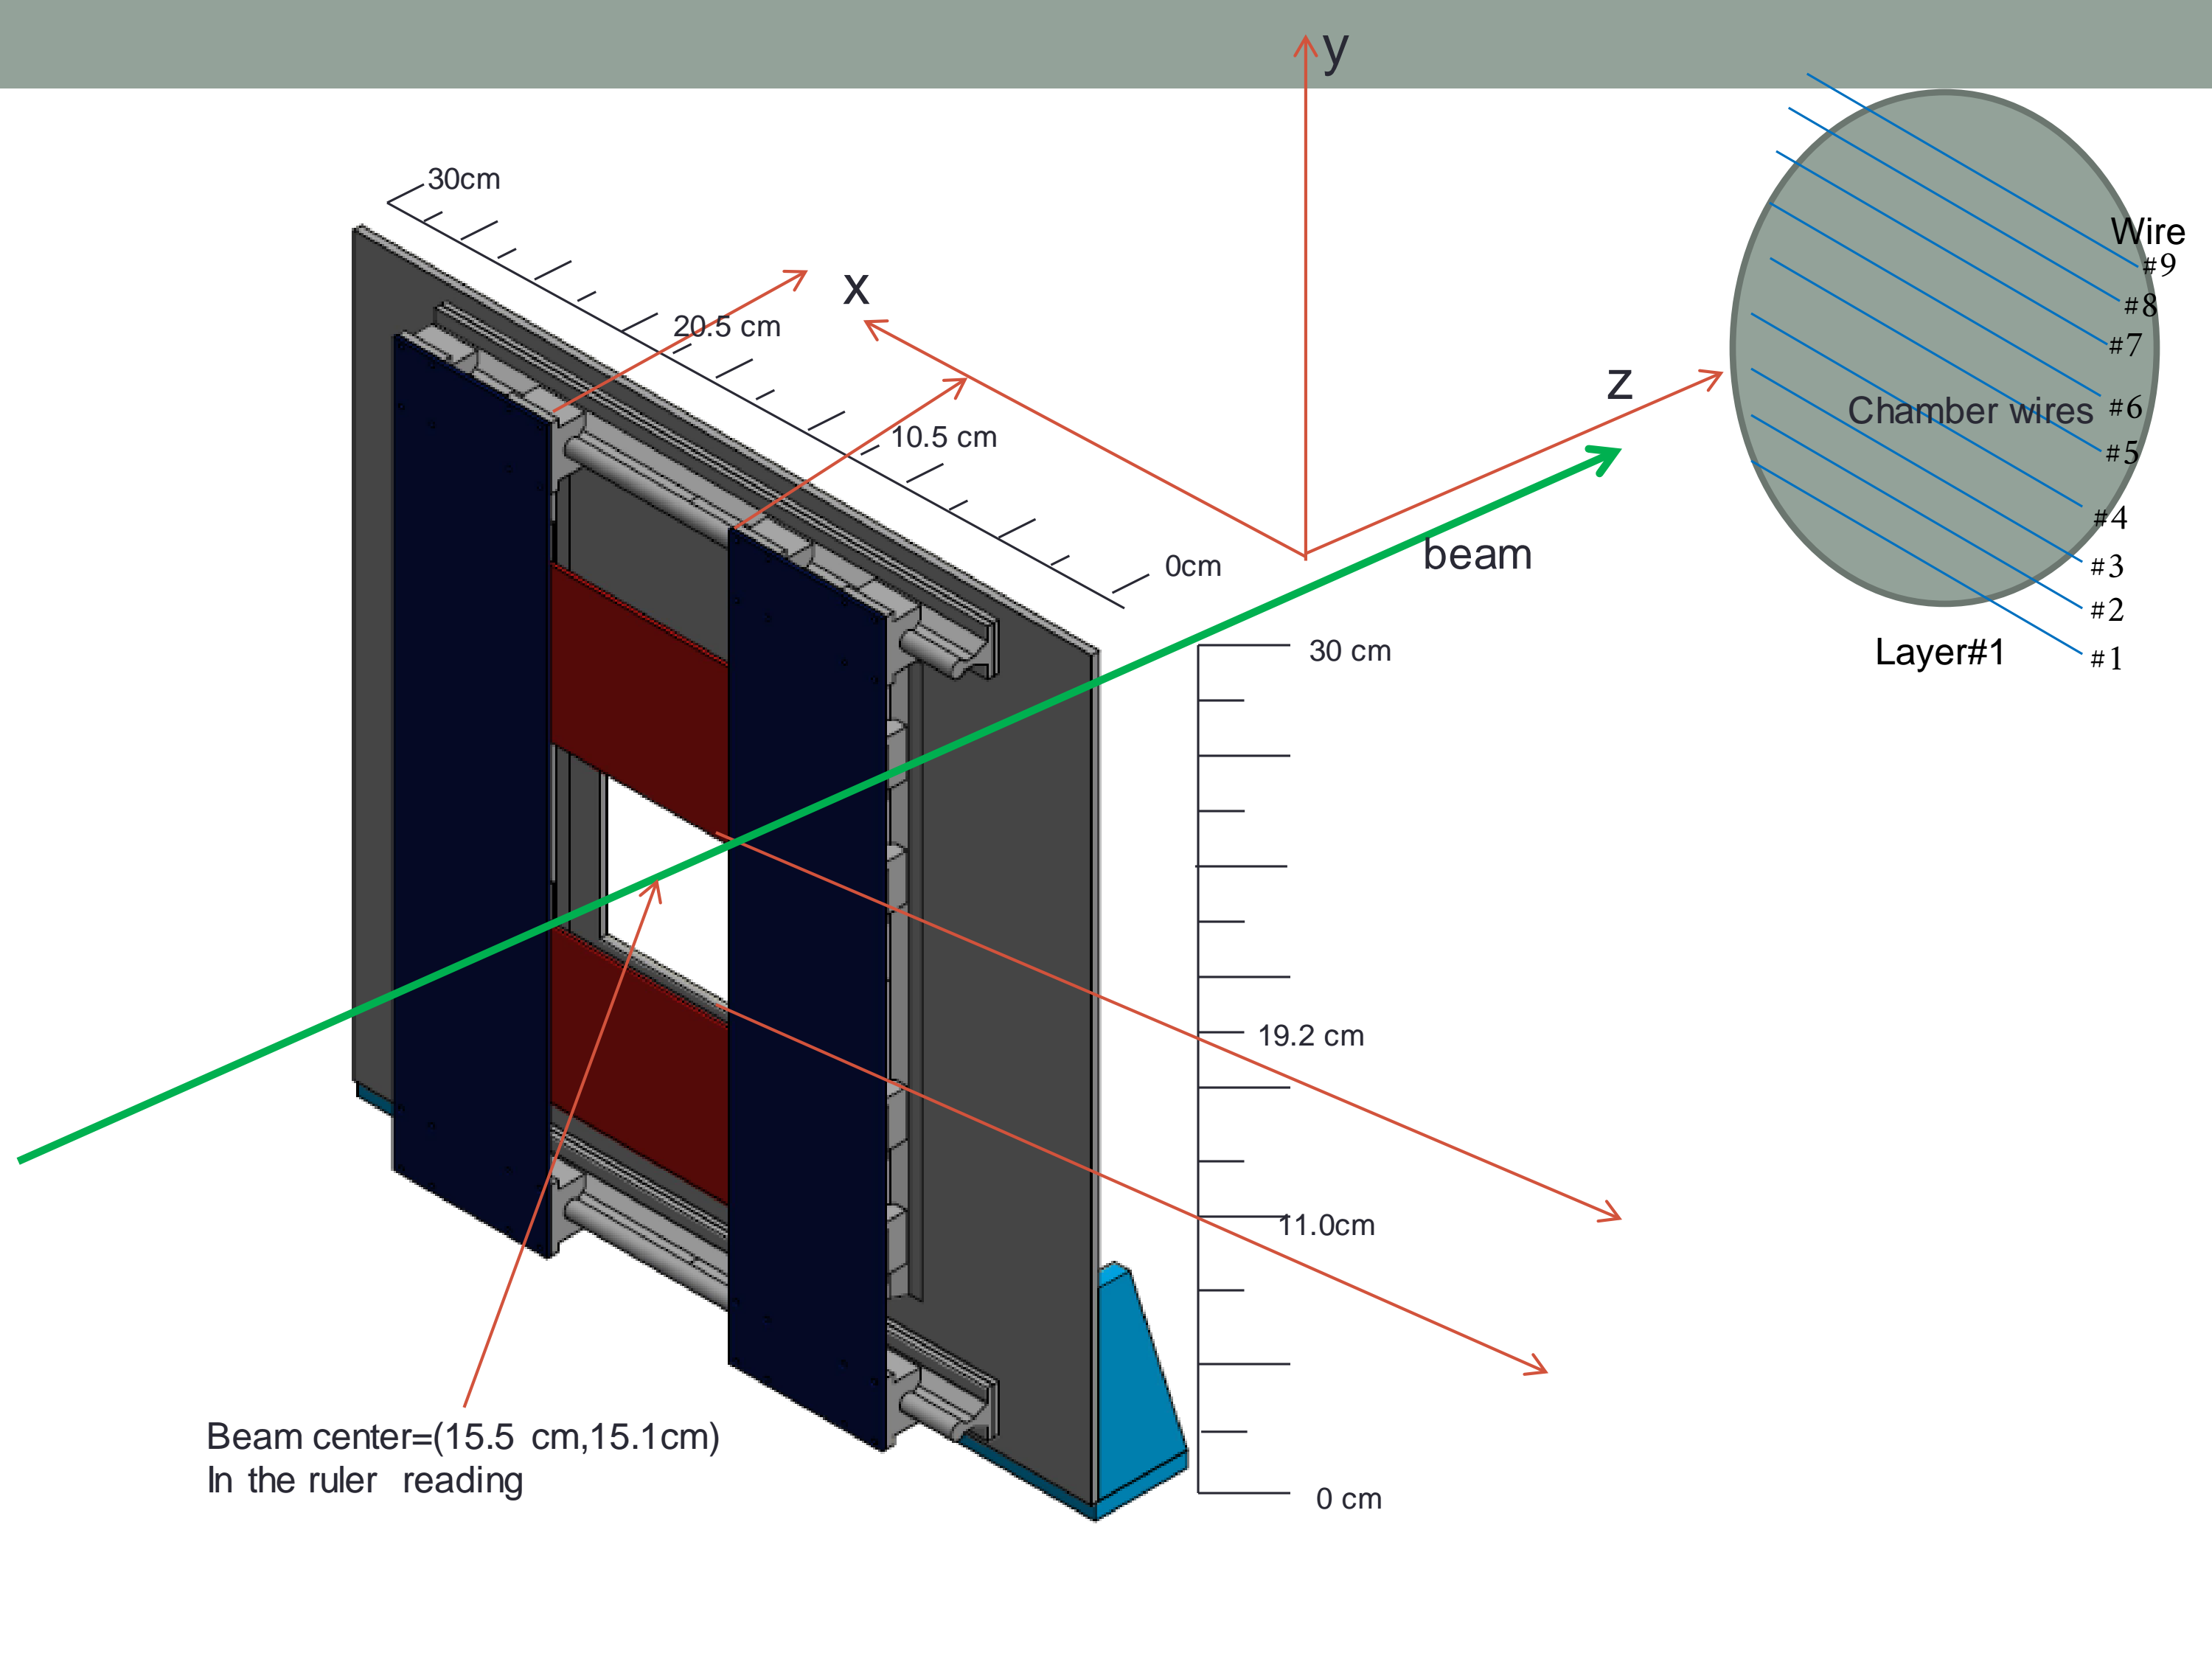 y
30cm
Wire
#9
x
#8
20.5 cm
#7
z
#6
Chamber wires
10.5 cm
#5
#4
beam
0cm
#3
#2
30 cm
Layer#1
#1
19.2 cm
11.0cm
Beam center=(15.5 cm,15.1cm)
In the ruler reading
0 cm